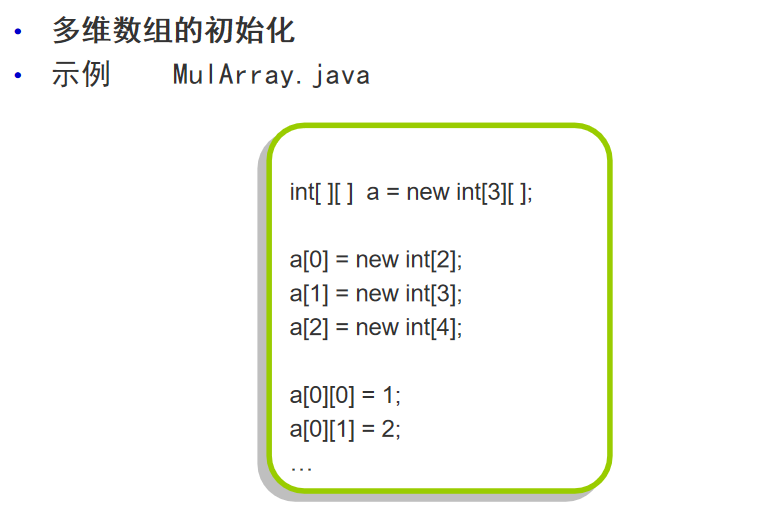 • 多维数组的初始化
• 示例 MulArray.java
int[ ][ ] a = new int[3][ ];
a[0] = new int[2];
a[1] = new int[3];
a[2] = new int[4];
a[0][0] = 1;
a[0][1] = 2;
…